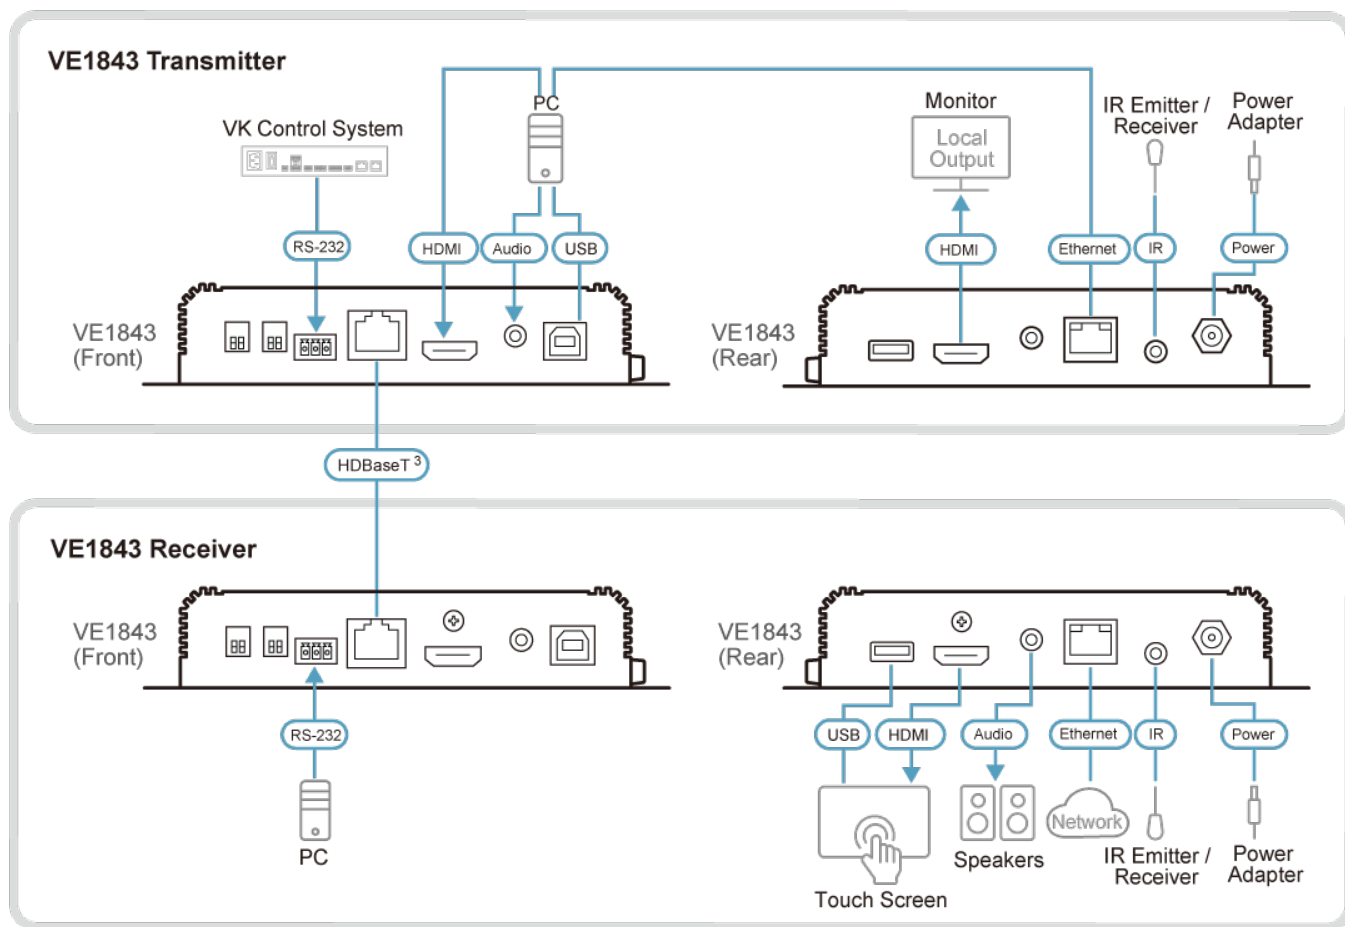 VE1843 Transmitter
VK Control System
PC
Monitor
Local
Output
IR Emitter /
Receiver
Power
Adapter
RS-232
HDMI
Audio
USB
HDMI
Ethernet
IR
Power
VE1843
(Front)
VE1843
(Rear)
HDBaseT 3
VE1843 Receiver
VE1843
(Front)
VE1843
(Rear)
RS-232
USB
HDMI
Audio
Ethernet
IR
Power
PC
Touch Screen
Speakers
Network
IR Emitter /
Receiver
Power
Adapter